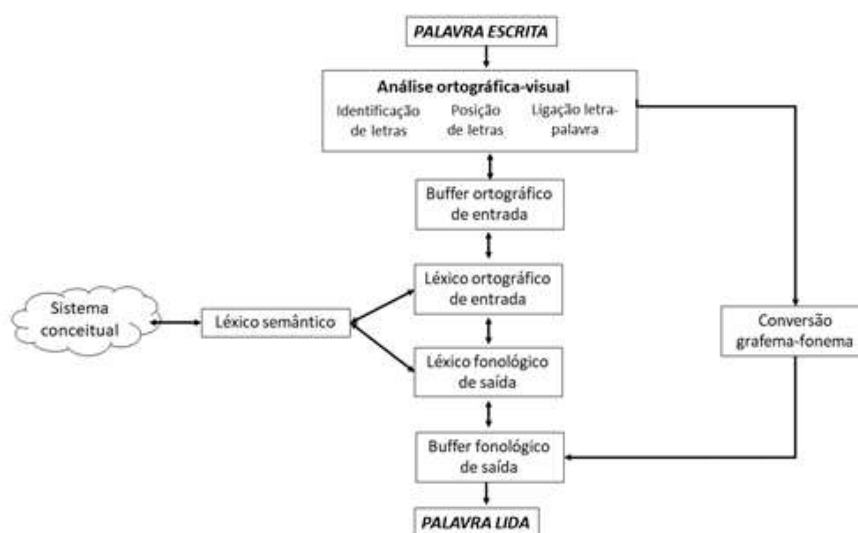 PALAVRA ESCRITA
Análise ortográfica-visual
Identificação
de letras
Posição
de letras
Ligação letra-
palavra
Buffer ortográfico
de entrada
Léxico ortográfico
de entrada
Sistema
conceitual
Léxico semântico
Conversão
grafema-fonema
Léxico fonológico
de saída
Buffer fonológico
de saída
PALAVRA LIDA